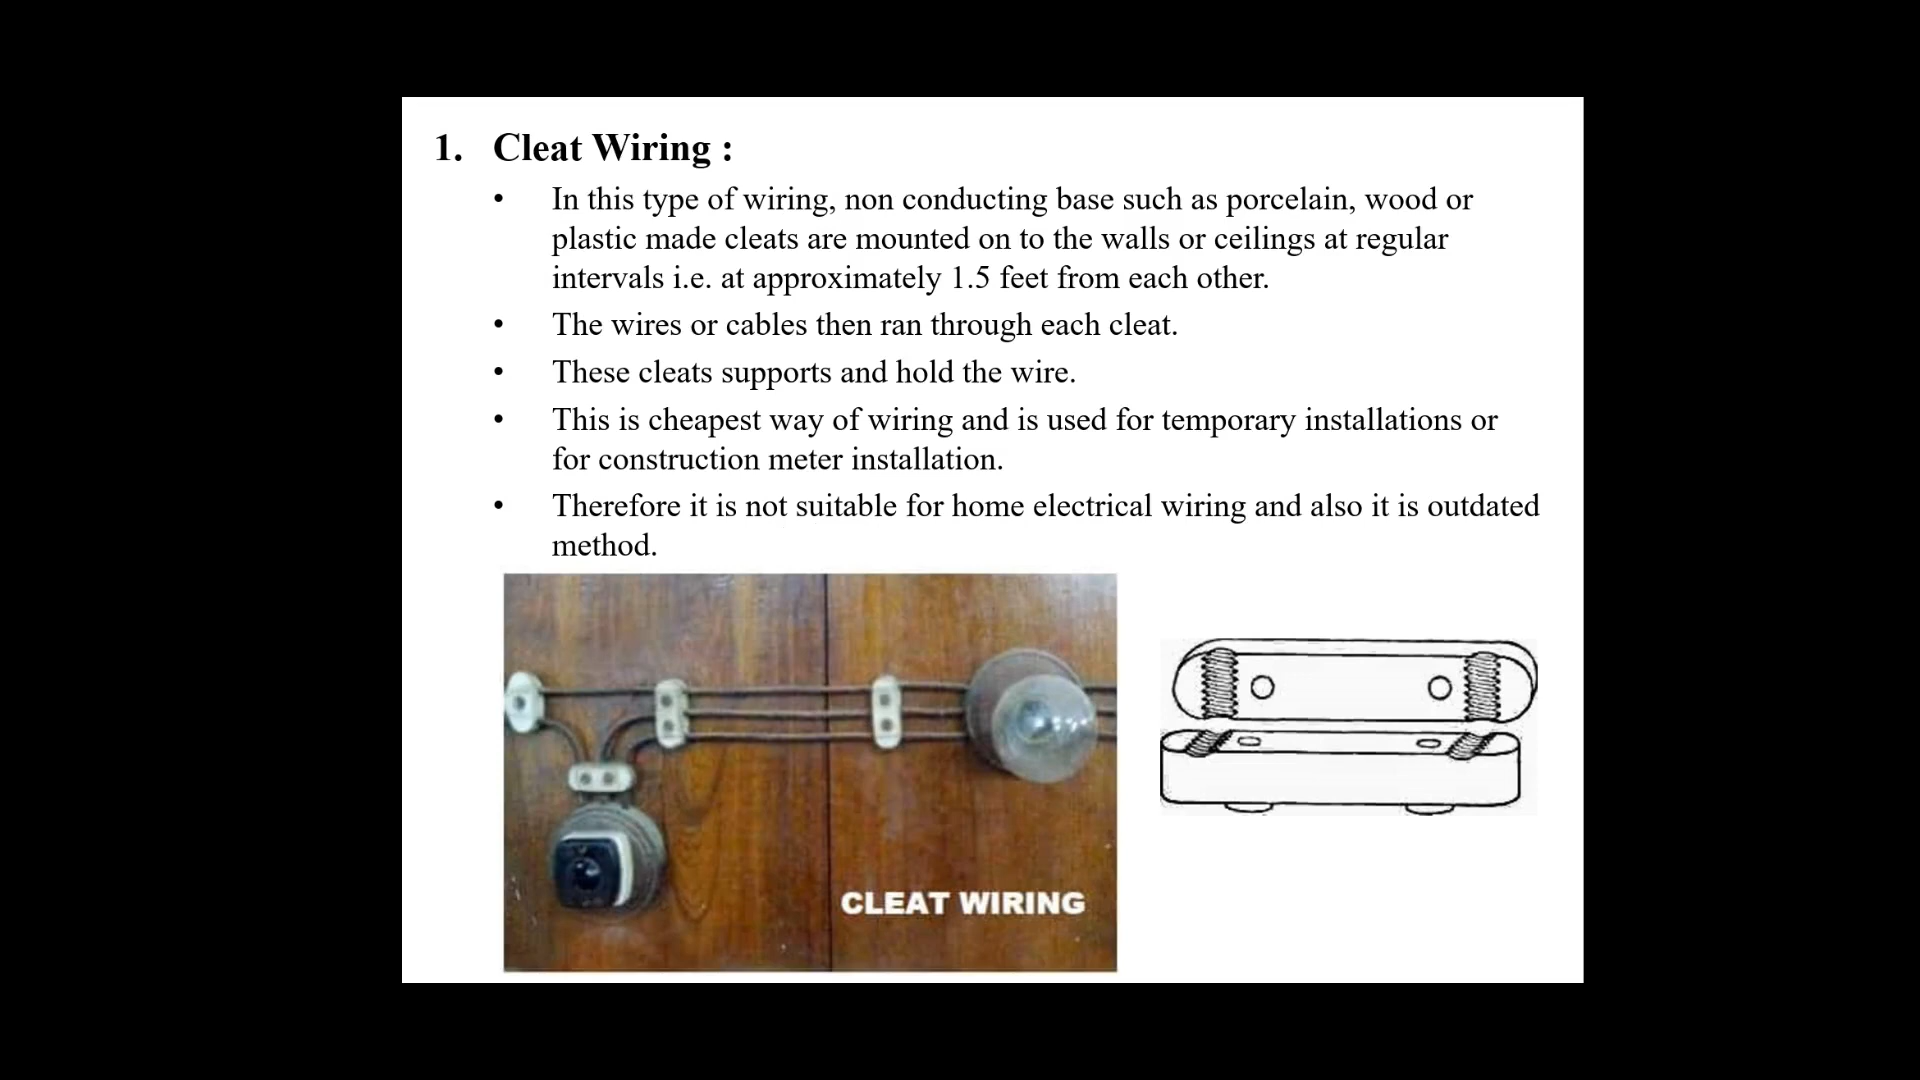 1. Cleat Wiring :
• In this type of wiring, non conducting base such as porcelain, wood or
plastic made cleats are mounted on to the walls or ceilings at regular
intervals i.e. at approximately 1.5 feet from each other.
• The wires or cables then ran through each cleat.
• These cleats supports and hold the wire.
• This is cheapest way of wiring and is used for temporary installations or
for construction meter installation.
• Therefore it is not suitable for home electrical wiring and also it is outdated
method.
CLEAT WIRING